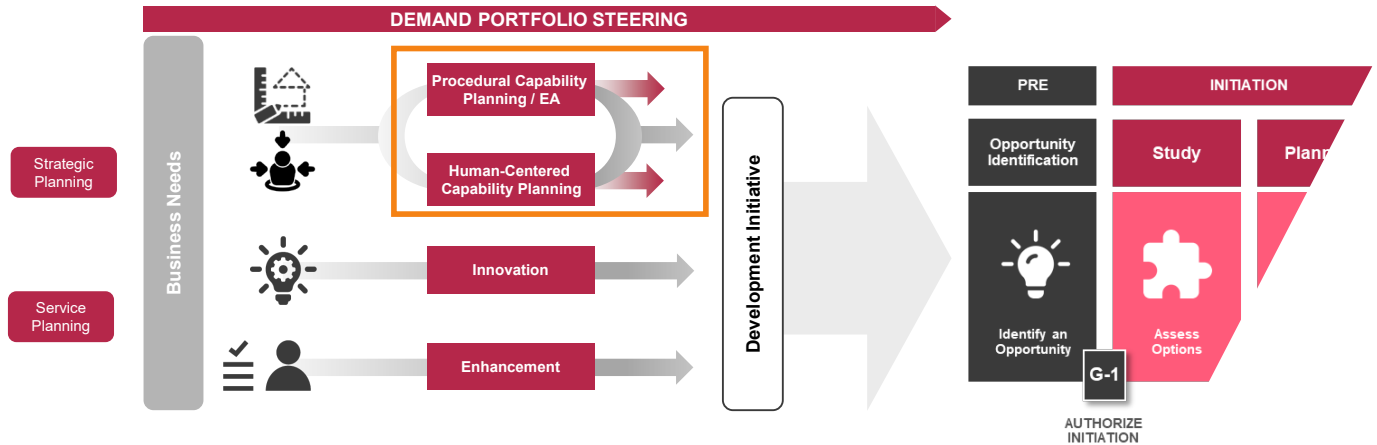 DEMAND PORTFOLIO STEERING
Strategic
Planning
Service
Planning
Business Needs
Procedural Capability
Planning / EA
Human-Centered
Capability Planning
Innovation
Enhancement
Development Initiative
PRE
INITIATION
Opportunity
Identification
Study
Identify an
Opportunity
Assess
Options
G-1
AUTHORIZE
INITIATION